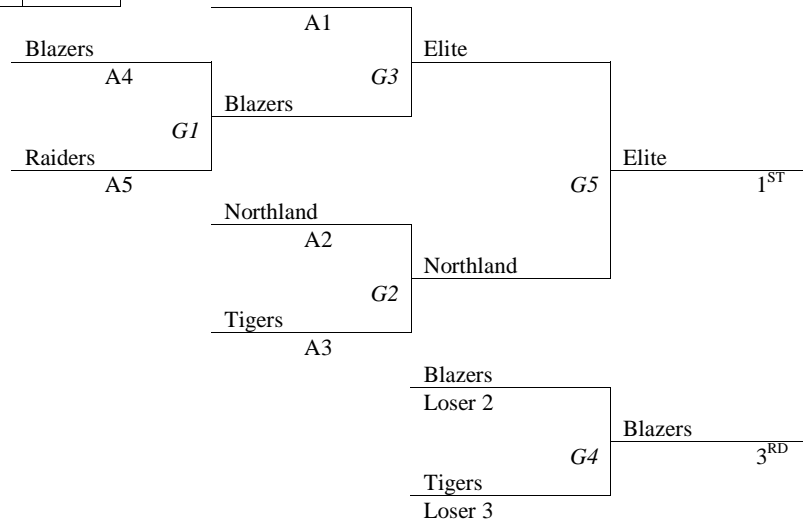 A1
Elite
Blazers
A4
G3
Blazers
G1
Raiders
A5
Elite
G5
1ST
Northland
A2
Northland
G2
Tigers
A3
Blazers
Loser 2
Blazers
G4
3RD
Tigers
Loser 3